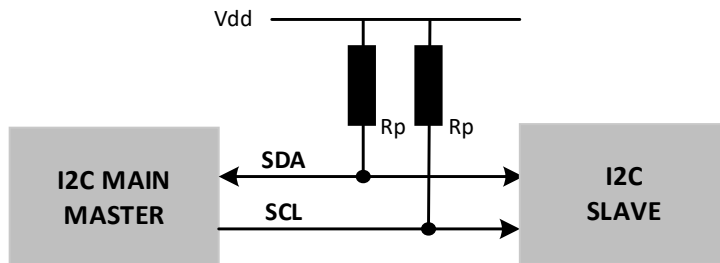 Vdd
Rp
Rp
SDA
I2C MAIN
MASTER
SCL
I2C
SLAVE